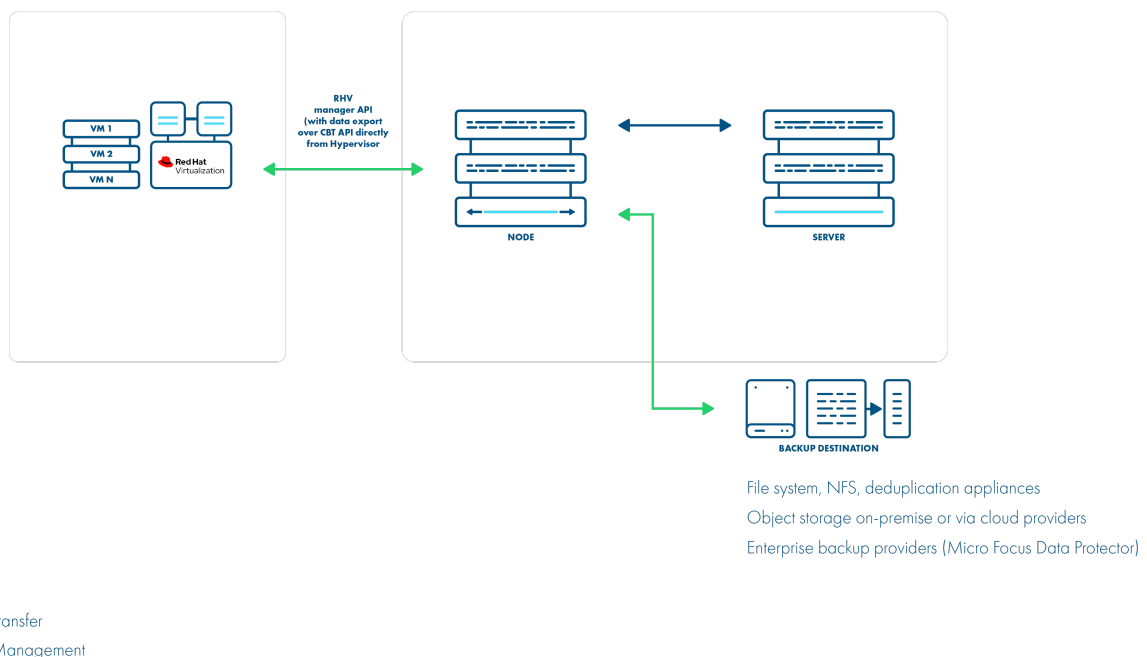 RHV
manager API
(with data export
over CBT API directly
from Hypervisor
VM 1
VM 2
VM N
Red Hat
Virtualization
NODE
SERVER
BACKUP DESTINATION
File system, NFS, deduplication appliances
Object storage on-premise or via cloud providers
Enterprise backup providers (Micro Focus Data Protector)
ransfer
Management